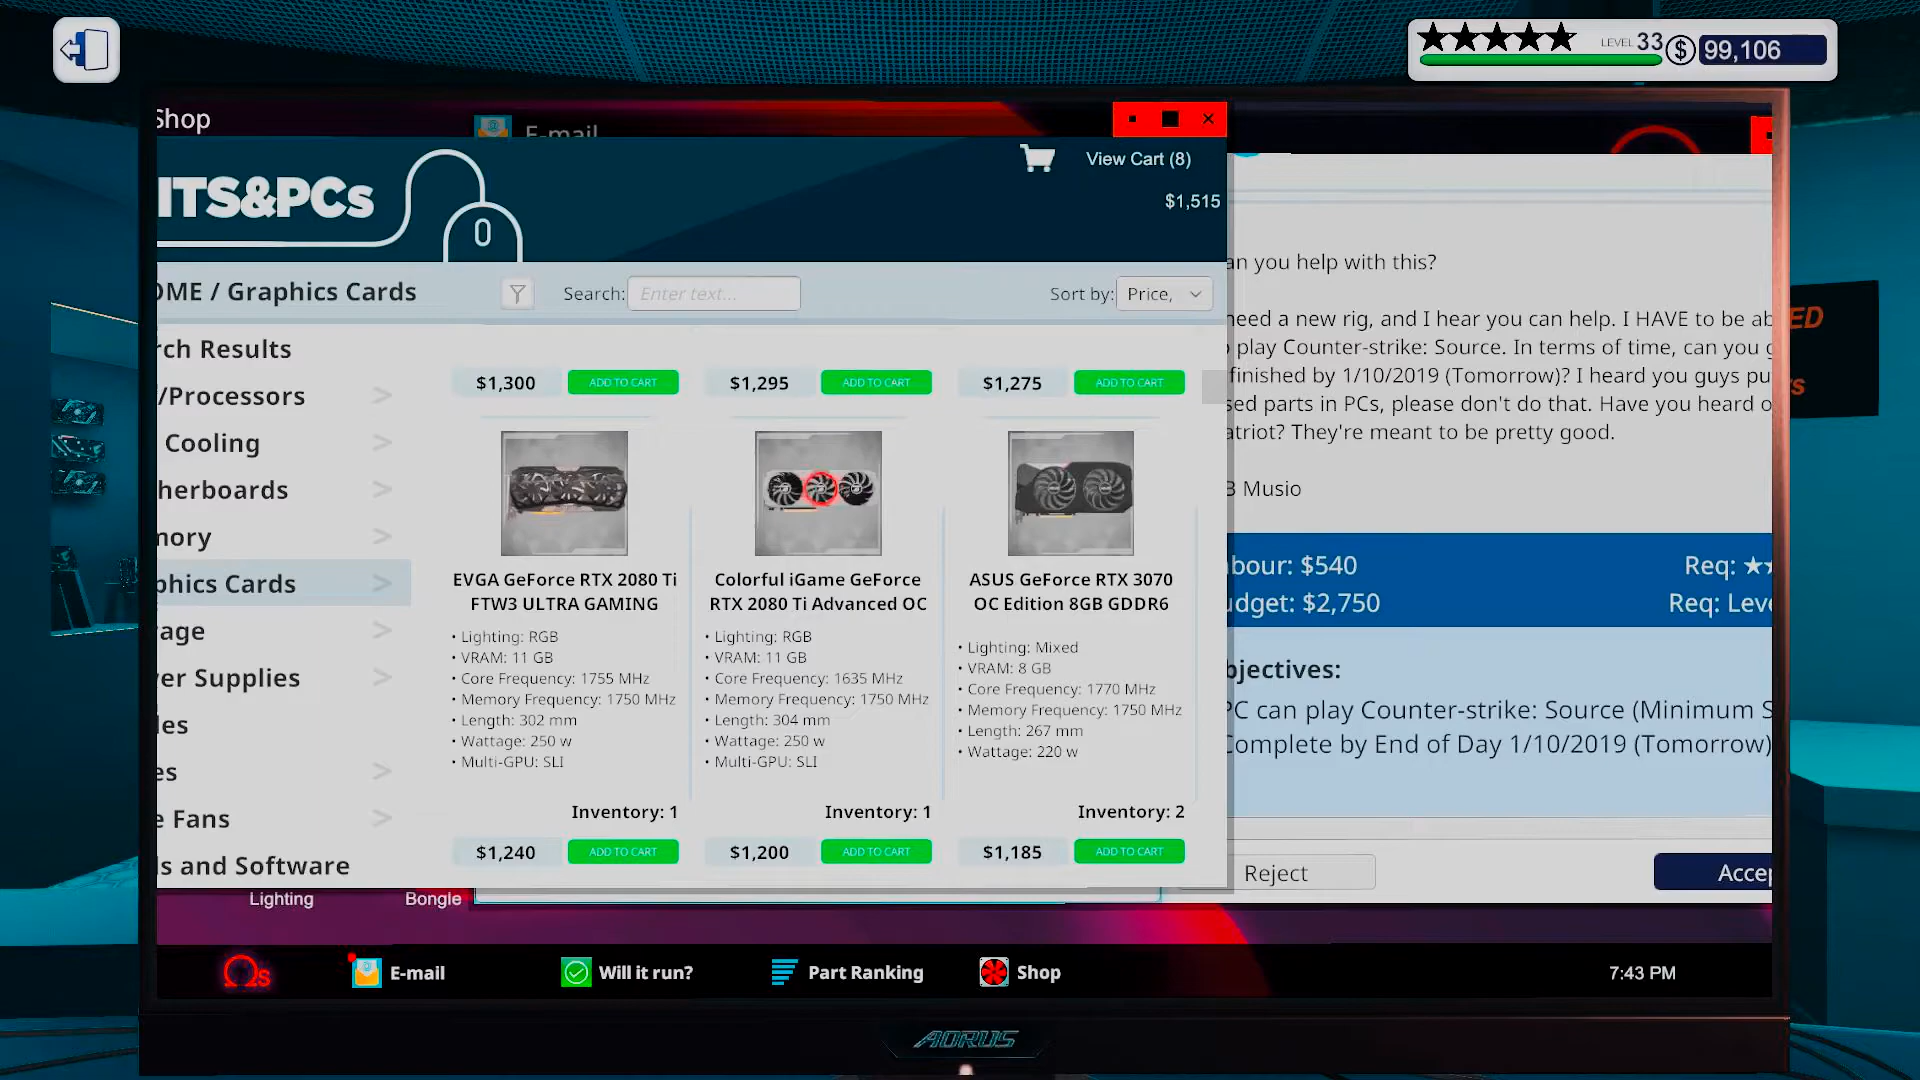 LEVEL 33
$ 99,106
Shop
E-mail
View Cart (8)
$1,515
ITS&PCs
OME / Graphics Cards
Search:
Enter text...
Sort by:
Price,
rch Results
/Processors >
Cooling >
herboards >
mory >
phics Cards >
rage >
er Supplies >
les
es >
e Fans >
ls and Software
$1,300
ADD TO CART
$1,295
ADD TO CART
$1,275
ADD TO CART
EVGA GeForce RTX 2080 Ti
FTW3 ULTRA GAMING
• Lighting: RGB
• VRAM: 11 GB
• Core Frequency: 1755 MHz
• Memory Frequency: 1750 MHz
• Length: 302 mm
• Wattage: 250 w
• Multi-GPU: SLI
Inventory: 1
$1,240
ADD TO CART
Colorful iGame GeForce
RTX 2080 Ti Advanced OC
• Lighting: RGB
• VRAM: 11 GB
• Core Frequency: 1635 MHz
• Memory Frequency: 1750 MHz
• Length: 304 mm
• Wattage: 250 w
• Multi-GPU: SLI
Inventory: 1
$1,200
ADD TO CART
ASUS GeForce RTX 3070
OC Edition 8GB GDDR6
• Lighting: Mixed
• VRAM: 8 GB
• Core Frequency: 1770 MHz
• Memory Frequency: 1750 MHz
• Length: 267 mm
• Wattage: 220 w
Inventory: 2
$1,185
ADD TO CART
an you help with this?
need a new rig, and I hear you can help. I HAVE to be ab
play Counter-strike: Source. In terms of time, can you g
finished by 1/10/2019 (Tomorrow)? I heard you guys pu
sed parts in PCs, please don't do that. Have you heard o
atriot? They're meant to be pretty good.
B Musio
bour: $540
Req: ★★
udget: $2,750
Req: Leve
bjectives:
PC can play Counter-strike: Source (Minimum S
Complete by End of Day 1/10/2019 (Tomorrow)
Reject
Accep
ED
s
Lighting
Bongle
Ωs
E-mail
Will it run?
Part Ranking
Shop
7:43 PM
AORUS